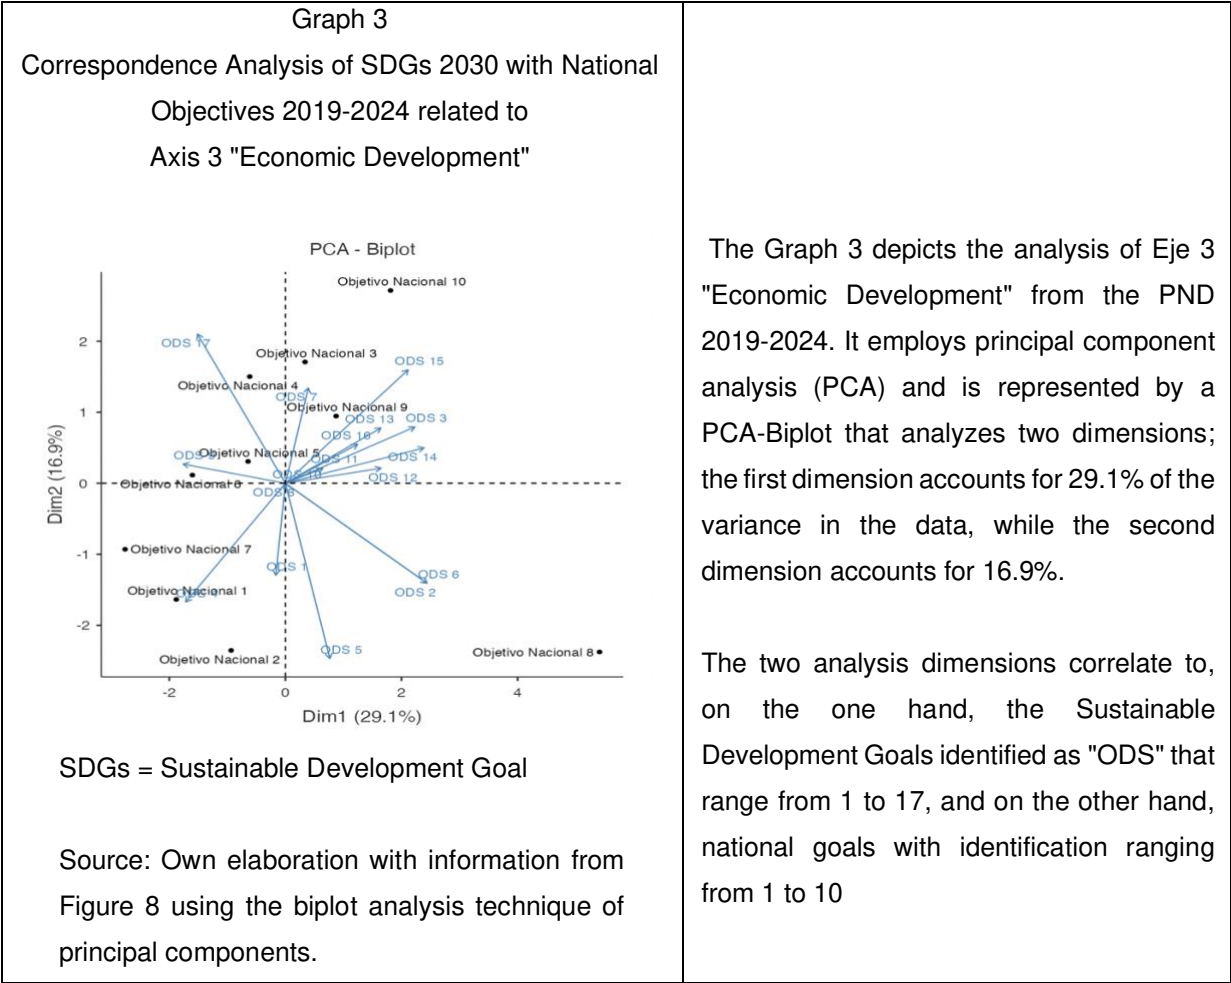 Graph 3
Correspondence Analysis of SDGs 2030 with National
Objectives 2019-2024 related to
Axis 3 "Economic Development"
PCA - Biplot
Objetivo Nacional 10
2
ODS 17
Objetivo Nacional 3
ODS 15
Objetivo Nacional 4
ODS 7
1
Objetivo Nacional 9
ODS 13
ODS 3
ODS 16
Objetivo Nacional 5
ODS
ODS 11
ODS 14
ODS 10
ODS 12
0
Objetivo Nacional 6
ODS
Dim2 (16.9%)
-1
Objetivo Nacional 7
ODS 1
ODS 6
Objetivo Nacional 1
ODS 2
-2
Objetivo Nacional 2
ODS 5
Objetivo Nacional 8
-2
0
2
4
Dim1 (29.1%)
SDGs = Sustainable Development Goal
Source: Own elaboration with information from
Figure 8 using the biplot analysis technique of
principal components.
The Graph 3 depicts the analysis of Eje 3
"Economic Development" from the PND
2019-2024. It employs principal component
analysis (PCA) and is represented by a
PCA-Biplot that analyzes two dimensions;
the first dimension accounts for 29.1% of the
variance in the data, while the second
dimension accounts for 16.9%.
The two analysis dimensions correlate to,
on the one hand, the Sustainable
Development Goals identified as "ODS" that
range from 1 to 17, and on the other hand,
national goals with identification ranging
from 1 to 10